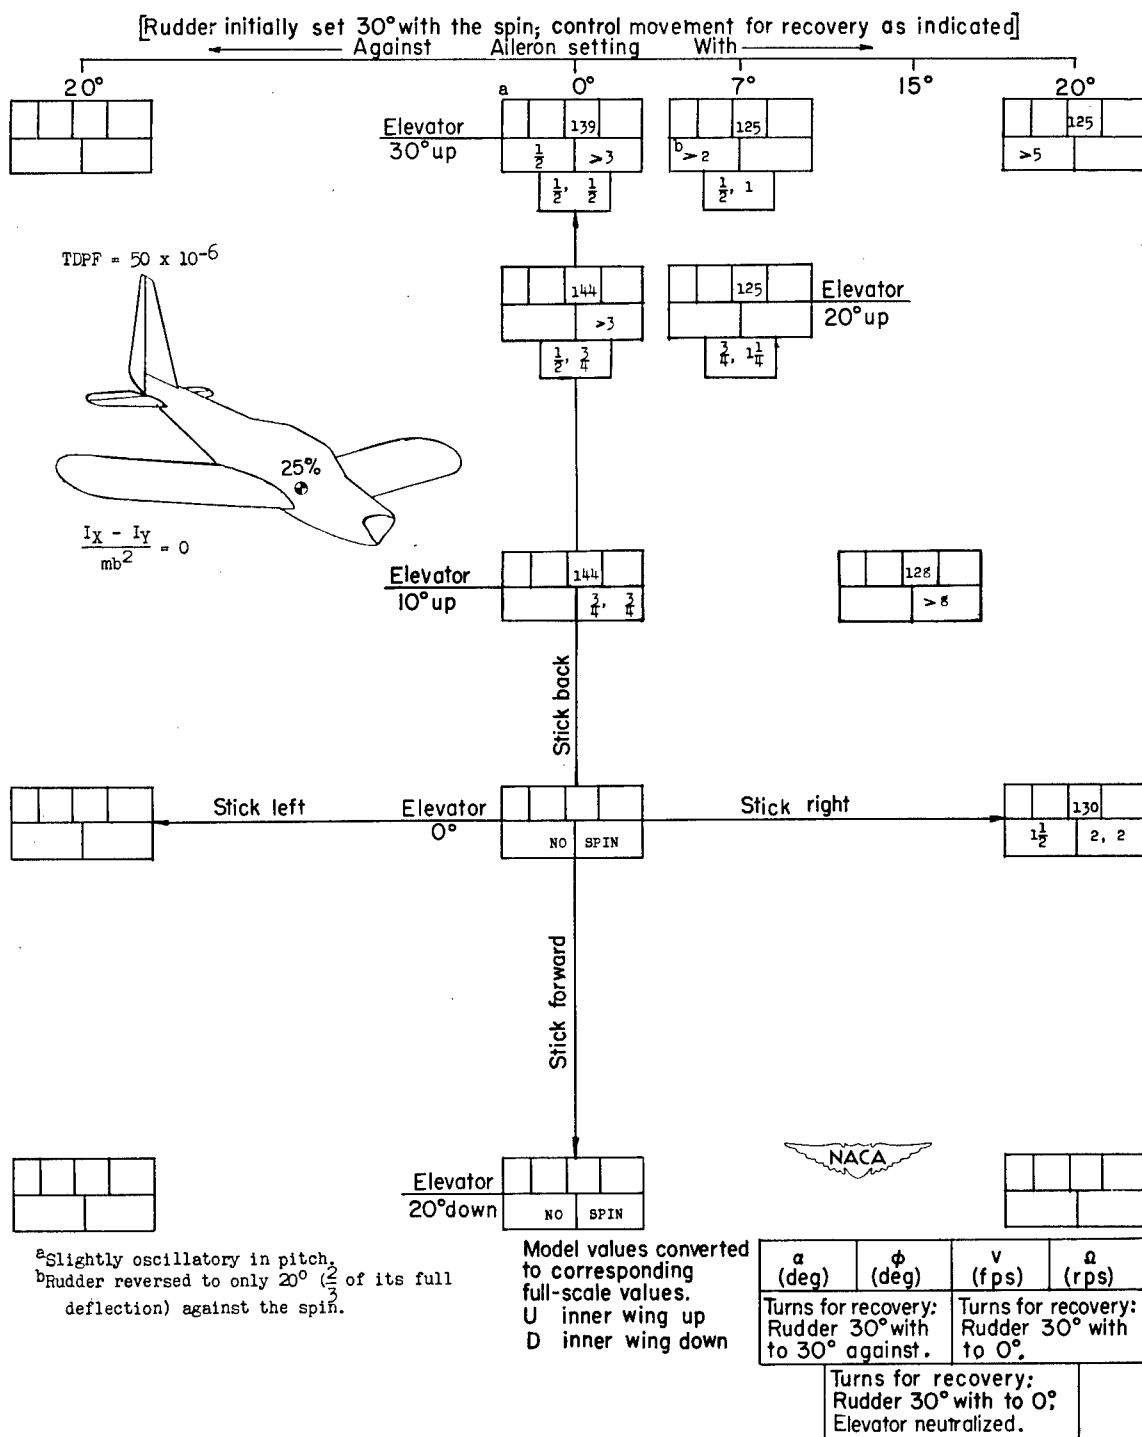 [Rudder initially set 30° with the spin; control movement for recovery as indicated]
Against Aileron setting With
20° 0° 7° 15° 20°
a
Elevator
30° up
139
1/2 >3
1/2, 1/2
125
b >2
1/2, 1
125
>5
TDPF = 50 x 10-6
144
>3
1/2, 3/4
125
3/4, 1 1/4
Elevator
20° up
25%
IX - IY
mb2
= 0
Elevator
10° up
144
3/4, 3/4
128
>8
Stick back
Stick left
Elevator
0°
NO SPIN
Stick right
130
1 1/2 2, 2
Stick forward
NACA
Elevator
20° down
NO SPIN
aSlightly oscillatory in pitch.
bRudder reversed to only 20° (2/3 of its full
deflection) against the spin.
Model values converted
to corresponding
full-scale values.
U inner wing up
D inner wing down
α
(deg)
ϕ
(deg)
V
(fps)
Ω
(rps)
Turns for recovery:
Rudder 30° with
to 30° against.
Turns for recovery:
Rudder 30° with
to 0°.
Turns for recovery:
Rudder 30° with to 0°;
Elevator neutralized.